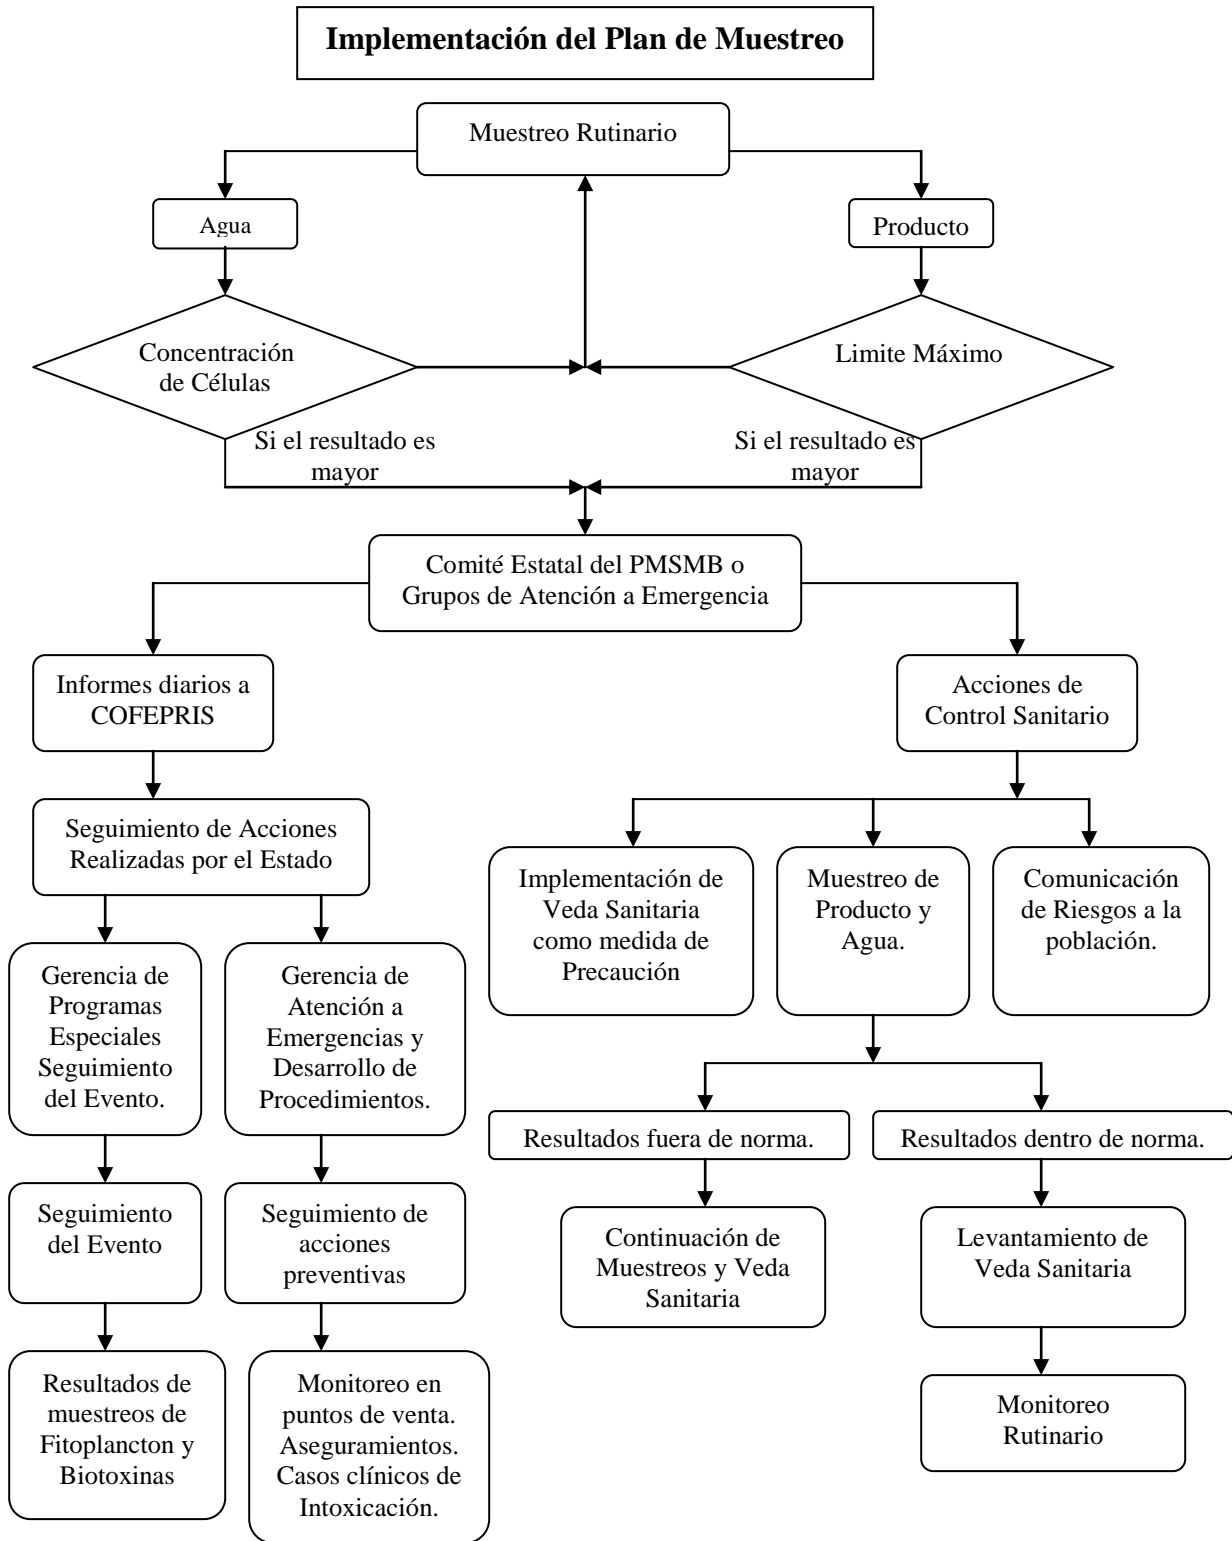 Implementación del Plan de Muestreo
Muestreo Rutinario
Agua
Producto
Concentración
de Células
Limite Máximo
Si el resultado es
mayor
Si el resultado es
mayor
Comité Estatal del PMSMB o
Grupos de Atención a Emergencia
Informes diarios a
COFEPRIS
Acciones de
Control Sanitario
Seguimiento de Acciones
Realizadas por el Estado
Implementación de
Veda Sanitaria
como medida de
Precaución
Muestreo de
Producto y
Agua.
Comunicación
de Riesgos a la
población.
Gerencia de
Programas
Especiales
Seguimiento
del Evento.
Gerencia de
Atención a
Emergencias y
Desarrollo de
Procedimientos.
Resultados fuera de norma.
Resultados dentro de norma.
Seguimiento
del Evento
Seguimiento de
acciones
preventivas
Continuación de
Muestreos y Veda
Sanitaria
Levantamiento de
Veda Sanitaria
Resultados de
muestreos de
Fitoplancton y
Biotoxinas
Monitoreo en
puntos de venta.
Aseguramientos.
Casos clínicos de
Intoxicación.
Monitoreo
Rutinario